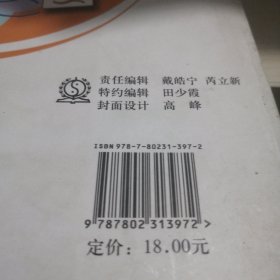 责任编辑 戴皓宁 芮立新
特约编辑 田少霞
封面设计 高峰
ISBN 978-7-80231-397-2
9 787802 313972 >
定价：18.00元